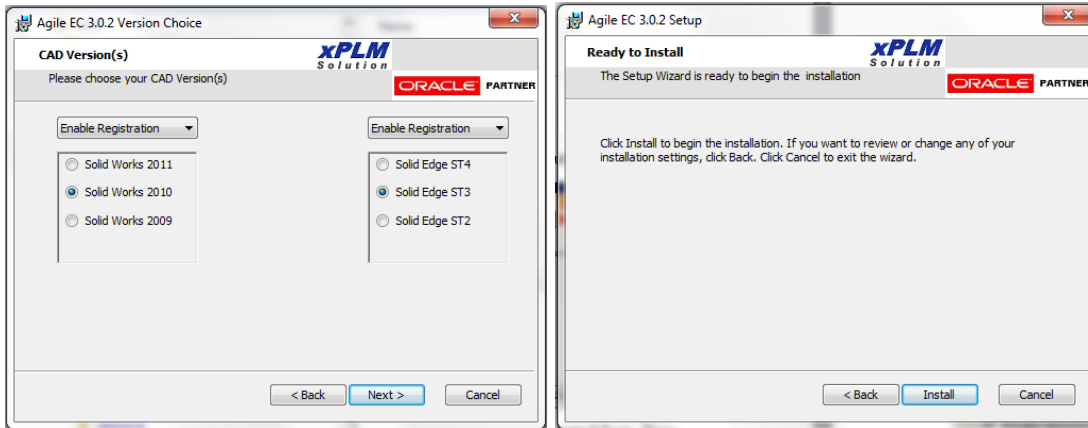 Agile EC 3.0.2 Version Choice
X
CAD Version(s)
xPLM
Solution
Please choose your CAD Version(s)
ORACLE PARTNER
Enable Registration
Enable Registration
Solid Works 2011
Solid Works 2010
Solid Works 2009
Solid Edge ST4
Solid Edge ST3
Solid Edge ST2
< Back
Next >
Cancel
Agile EC 3.0.2 Setup
X
Ready to Install
xPLM
Solution
The Setup Wizard is ready to begin the installation
ORACLE PARTNER
Click Install to begin the installation. If you want to review or change any of your
installation settings, click Back. Click Cancel to exit the wizard.
< Back
Install
Cancel